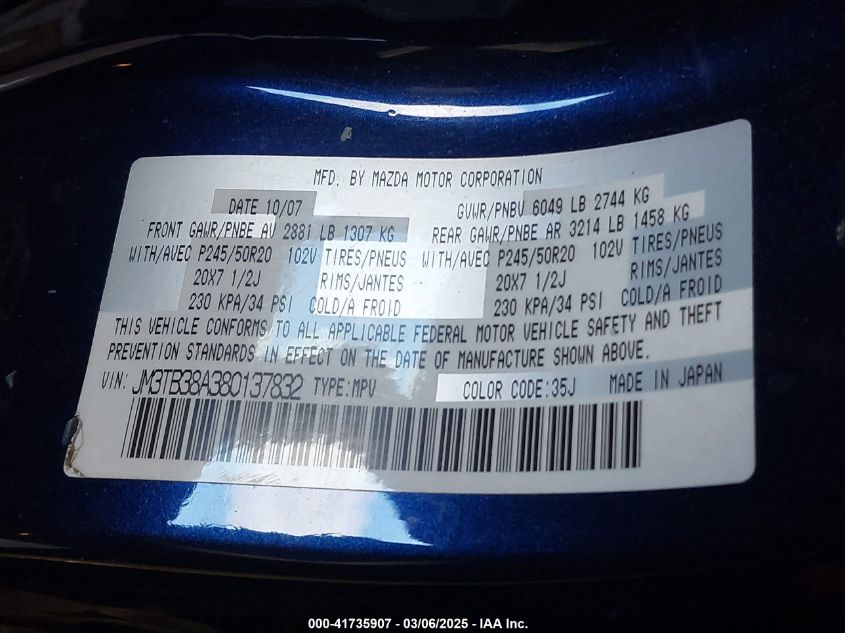 MFD. BY MAZDA MOTOR CORPORATION
DATE 10/07 GVWR/PNBV 6049 LB 2744 KG
FRONT GAWR/PNBE AV 2881 LB 1307 KG REAR GAWR/PNBE AR 3214 LB 1458 KG
WITH/AVEC P245/50R20 102V TIRES/PNEUS WITH/AVEC P245/50R20 102V TIRES/PNEUS
20X7 1/2J RIMS/JANTES 20X7 1/2J RIMS/JANTES
230 KPA/34 PSI COLD/A FROID 230 KPA/34 PSI COLD/A FROID
THIS VEHICLE CONFORMS TO ALL APPLICABLE FEDERAL MOTOR VEHICLE SAFETY AND THEFT
PREVENTION STANDARDS IN EFFECT ON THE DATE OF MANUFACTURE SHOWN ABOVE.
VIN: JM3TB38A380137832 TYPE:MPV COLOR CODE:35J MADE IN JAPAN
000-41735907 - 03/06/2025 - IAA Inc.